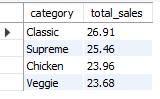 category total_sales
Classic 26.91
Supreme 25.46
Chicken 23.96
Veggie 23.68